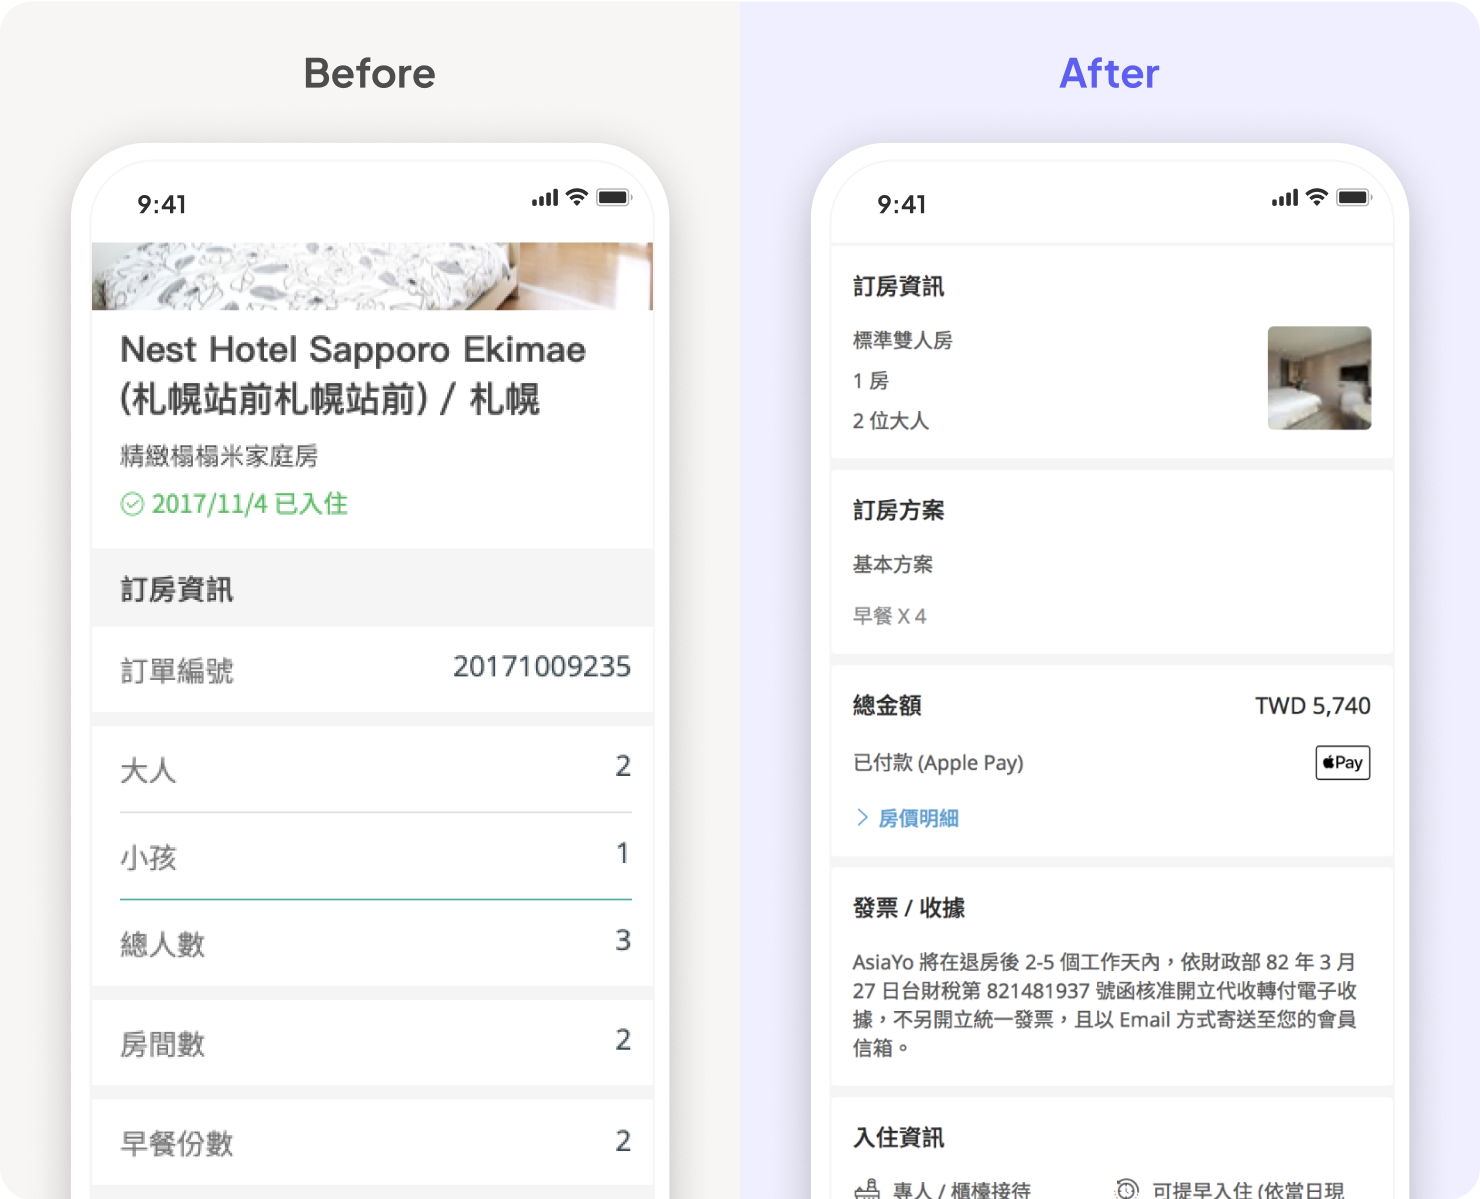 Before
9:41
Nest Hotel Sapporo Ekimae
(札幌站前札幌站前) / 札幌
精緻榻榻米家庭房
2017/11/4 已入住
訂房資訊
訂單編號 20171009235
大人 2
小孩 1
總人數 3
房間數 2
早餐份數 2
After
9:41
訂房資訊
標準雙人房
1 房
2 位大人
訂房方案
基本方案
早餐 X 4
總金額 TWD 5,740
已付款 (Apple Pay) Pay
房價明細
發票 / 收據
AsiaYo 將在退房後 2-5 個工作天內，依財政部 82 年 3 月
27 日台財稅第 821481937 號函核准開立代收轉付電子收
據，不另開立統一發票，且以 Email 方式寄送至您的會員
信箱。
入住資訊
專人 / 櫃檯接待 可提早入住 (依當日現